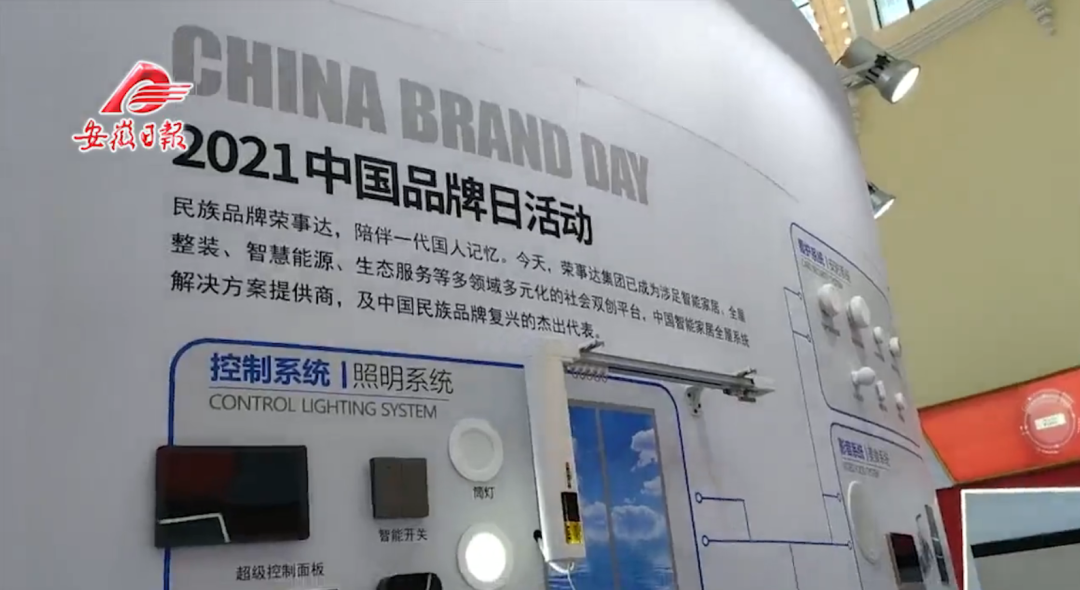 CHINA BRAND DAY
安徽日報
2021中国品牌日活动
民族品牌荣事达，陪伴一代国人记忆。今天，荣事达集团已成为涉足智能家居、全屋
整装、智慧能源、生态服务等多领域多元化的社会双创平台，中国智能家居全屋系统
解决方案提供商，及中国民族品牌复兴的杰出代表。
控制系统|照明系统
CONTROL LIGHTING SYSTEM
筒灯
智能开关
超级控制面板
影音系统